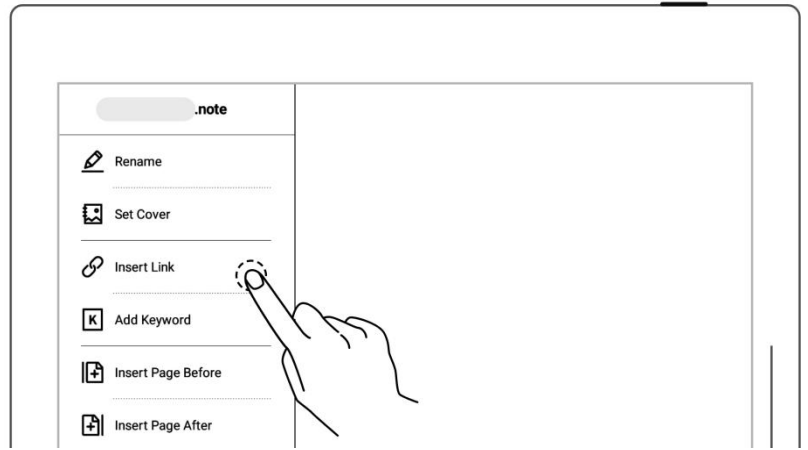 .note
Rename
Set Cover
Insert Link
K Add Keyword
Insert Page Before
Insert Page After